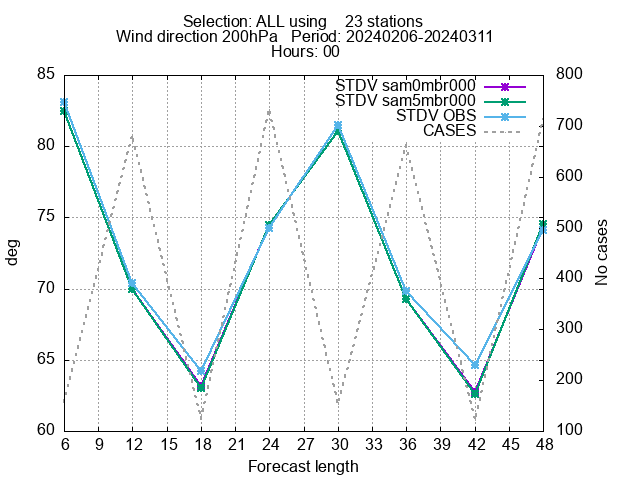 Selection: ALL using 23 stations
Wind direction 200hPa Period: 20240206-20240311
Hours: 00
85
80
75
70
65
60
800
700
600
500
400
300
200
100
deg
No cases
STDV sam0mbr000
STDV sam5mbr000
STDV OBS
CASES
6 9 12 15 18 21 24 27 30 33 36 39 42 45 48
Forecast length